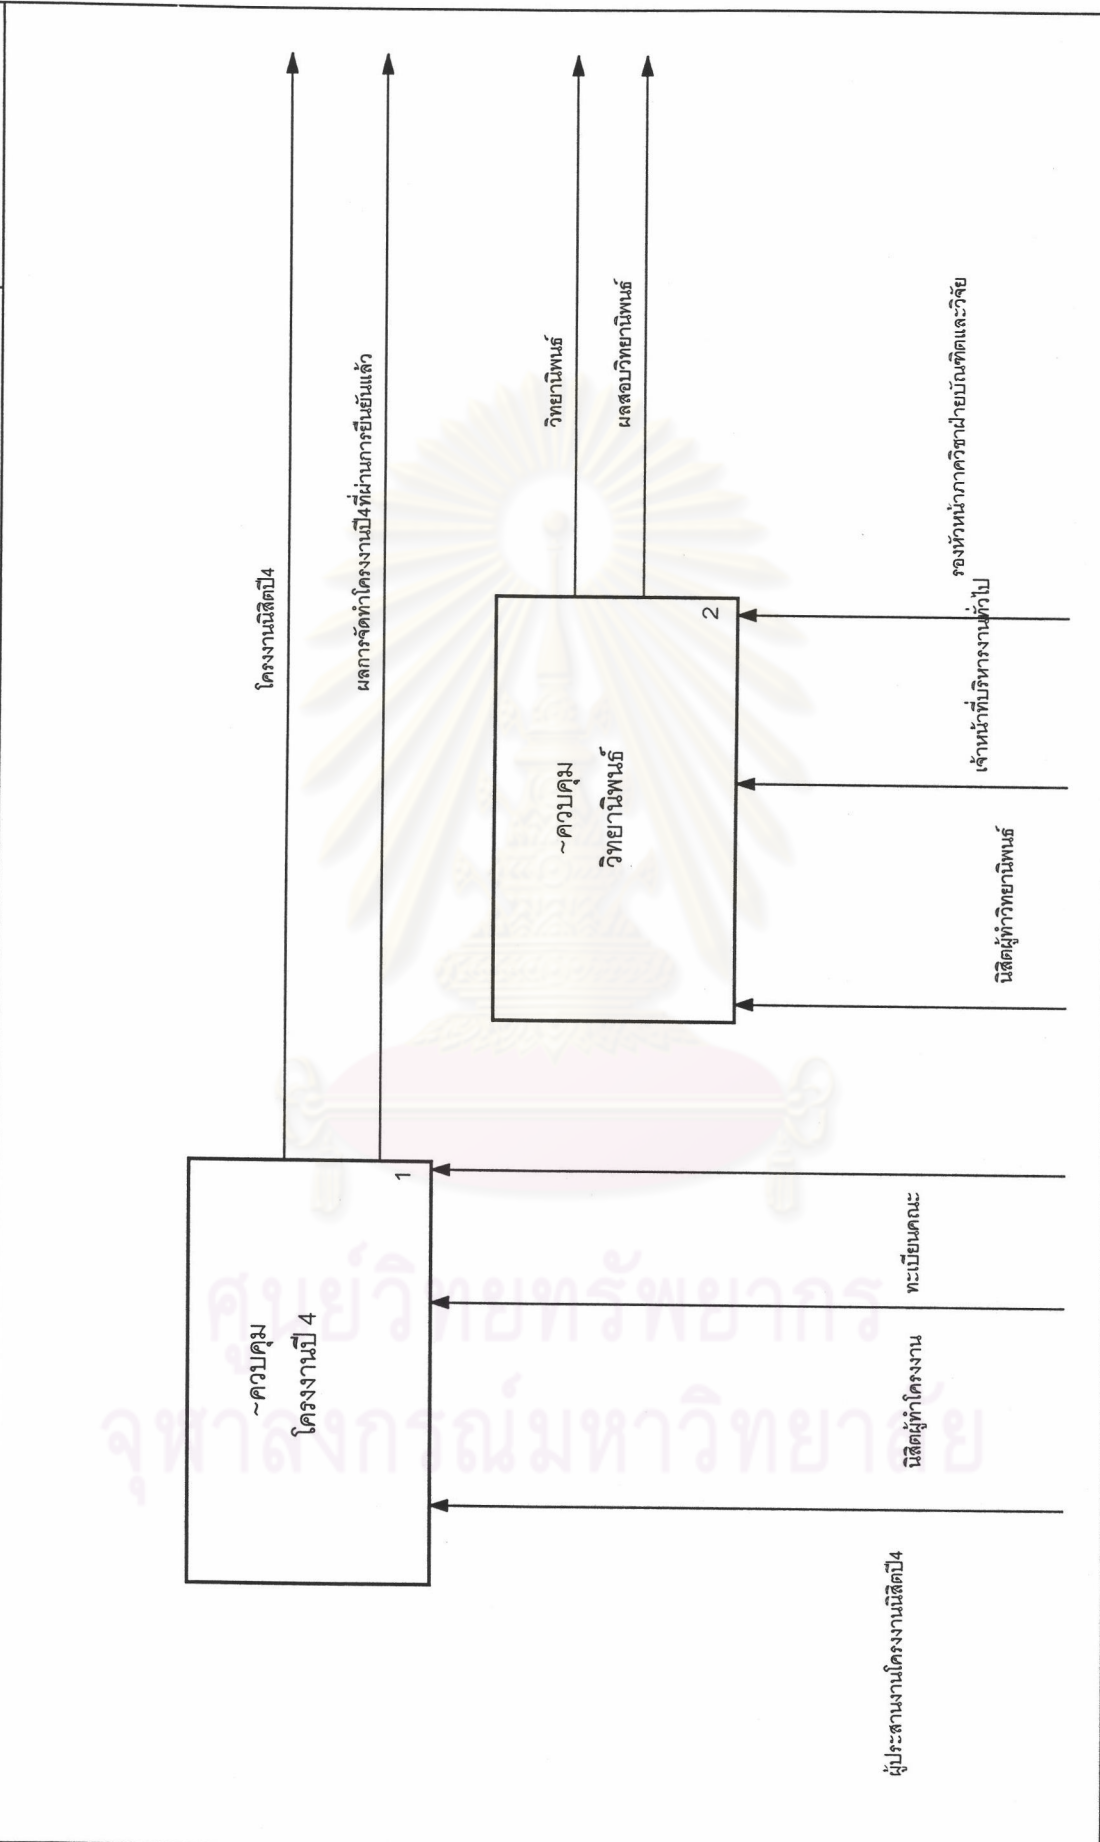 โครงงานนิสิตปี4
ผลการจัดทำโครงงานปี4ที่ผ่านการยืนยันแล้ว
~ควบคุม
โครงงานปี 4
1
วิทยานิพนธ์
ผลสอบวิทยานิพนธ์
~ควบคุม
วิทยานิพนธ์
2
ผู้ประสานงานโครงงานนิสิตปี4
นิสิตผู้ทำโครงงาน
ทะเบียนคณะ
นิสิตผู้ทำวิทยานิพนธ์
เจ้าหน้าที่บริหารงานทั่วไป
รองหัวหน้าภาควิชาฝ่ายบัณฑิตและวิจัย
ศูนย์วิทยทรัพยากร
จุฬาลงกรณ์มหาวิทยาลัย